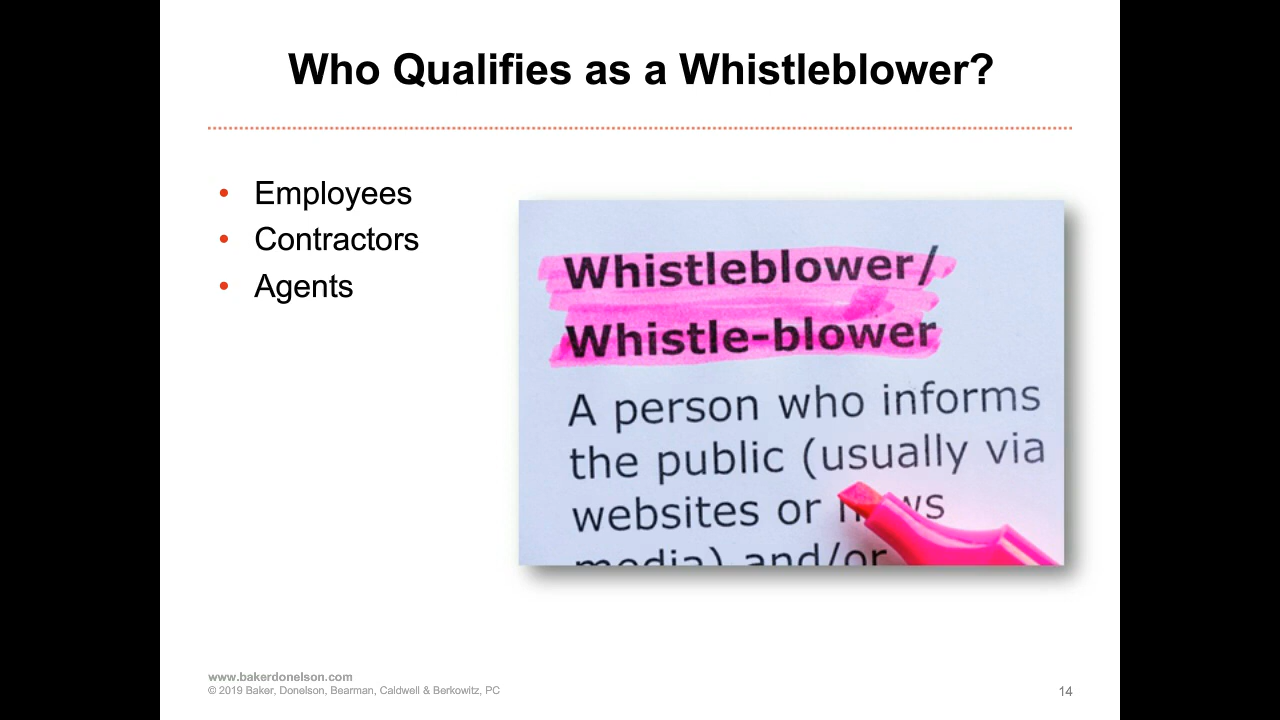 Who Qualifies as a Whistleblower?
• Employees
• Contractors
• Agents
Whistleblower/
Whistle-blower
A person who informs
the public (usually via
websites or news
media) and/or
www.bakerdonelson.com
© 2019 Baker, Donelson, Bearman, Caldwell & Berkowitz, PC
14